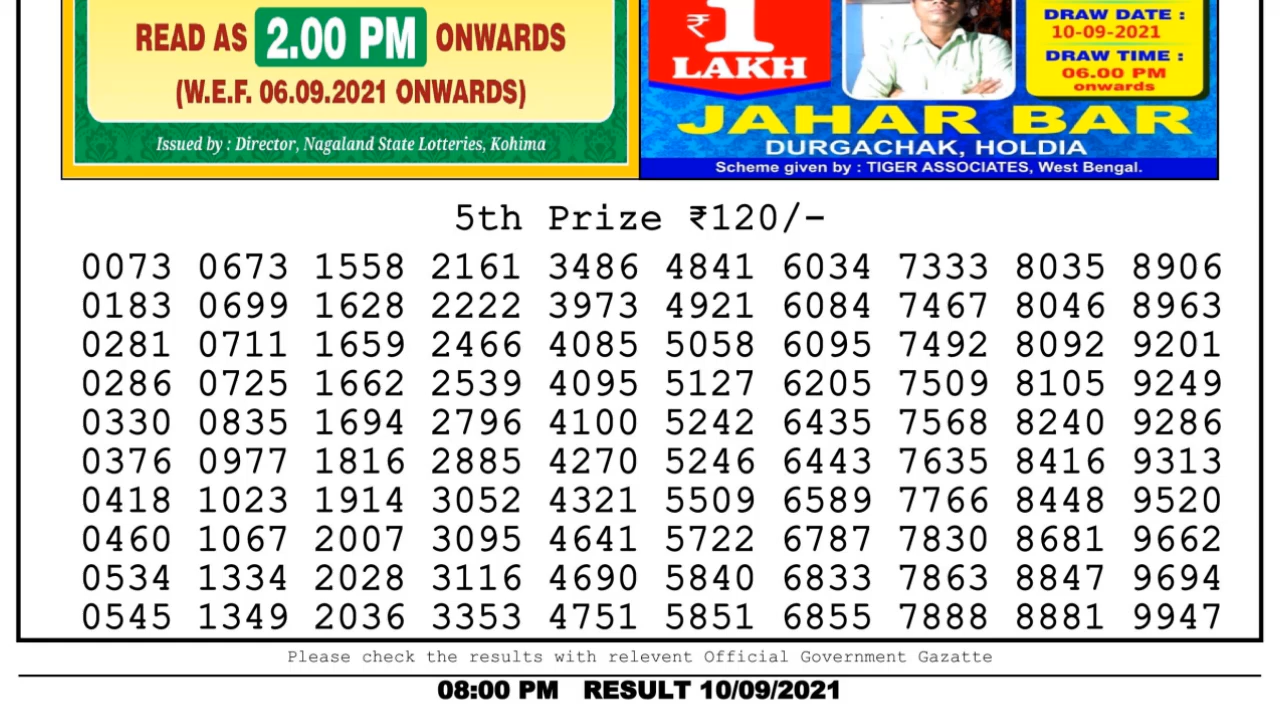 READ AS 2.00 PM ONWARDS
(W.E.F. 06.09.2021 ONWARDS)
Issued by : Director, Nagaland State Lotteries, Kohima
₹1
LAKH
DRAW DATE :
10-09-2021
DRAW TIME :
06.00 PM
onwards
JAHAR BAR
DURGACHAK, HOLDIA
Scheme given by : TIGER ASSOCIATES, West Bengal.
5th Prize ₹120/-
0073 0673 1558 2161 3486 4841 6034 7333 8035 8906
0183 0699 1628 2222 3973 4921 6084 7467 8046 8963
0281 0711 1659 2466 4085 5058 6095 7492 8092 9201
0286 0725 1662 2539 4095 5127 6205 7509 8105 9249
0330 0835 1694 2796 4100 5242 6435 7568 8240 9286
0376 0977 1816 2885 4270 5246 6443 7635 8416 9313
0418 1023 1914 3052 4321 5509 6589 7766 8448 9520
0460 1067 2007 3095 4641 5722 6787 7830 8681 9662
0534 1334 2028 3116 4690 5840 6833 7863 8847 9694
0545 1349 2036 3353 4751 5851 6855 7888 8881 9947
Please check the results with relevent Official Government Gazatte
08:00 PM RESULT 10/09/2021